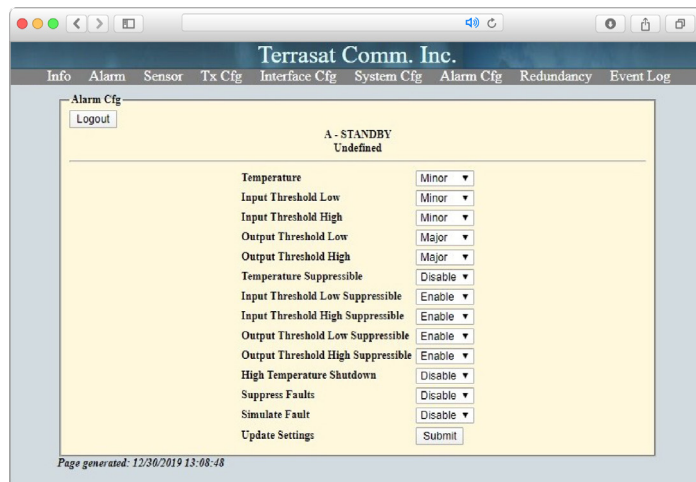 Terrasat Comm. Inc.
Info Alarm Sensor Tx Cfg Interface Cfg System Cfg Alarm Cfg Redundancy Event Log
Alarm Cfg
Logout
A - STANDBY
Undefined
Temperature Minor
Input Threshold Low Minor
Input Threshold High Minor
Output Threshold Low Major
Output Threshold High Major
Temperature Suppressible Disable
Input Threshold Low Suppressible Enable
Input Threshold High Suppressible Enable
Output Threshold Low Suppressible Enable
Output Threshold High Suppressible Enable
High Temperature Shutdown Disable
Suppress Faults Disable
Simulate Fault Disable
Update Settings Submit
Page generated: 12/30/2019 13:08:48